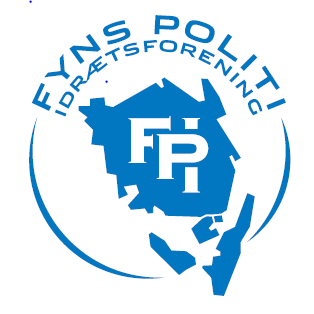 FYNS POLITI
IDRÆTSFORENING
FPI